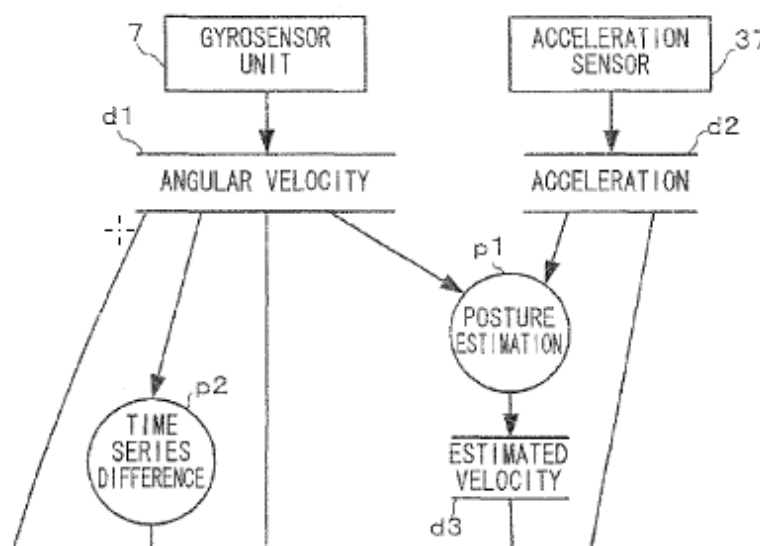 7
GYROSENSOR
UNIT
ACCELERATION
SENSOR
37
d1
d2
ANGULAR VELOCITY
ACCELERATION
p1
POSTURE
ESTIMATION
p2
TIME
SERIES
DIFFERENCE
ESTIMATED
VELOCITY
d3